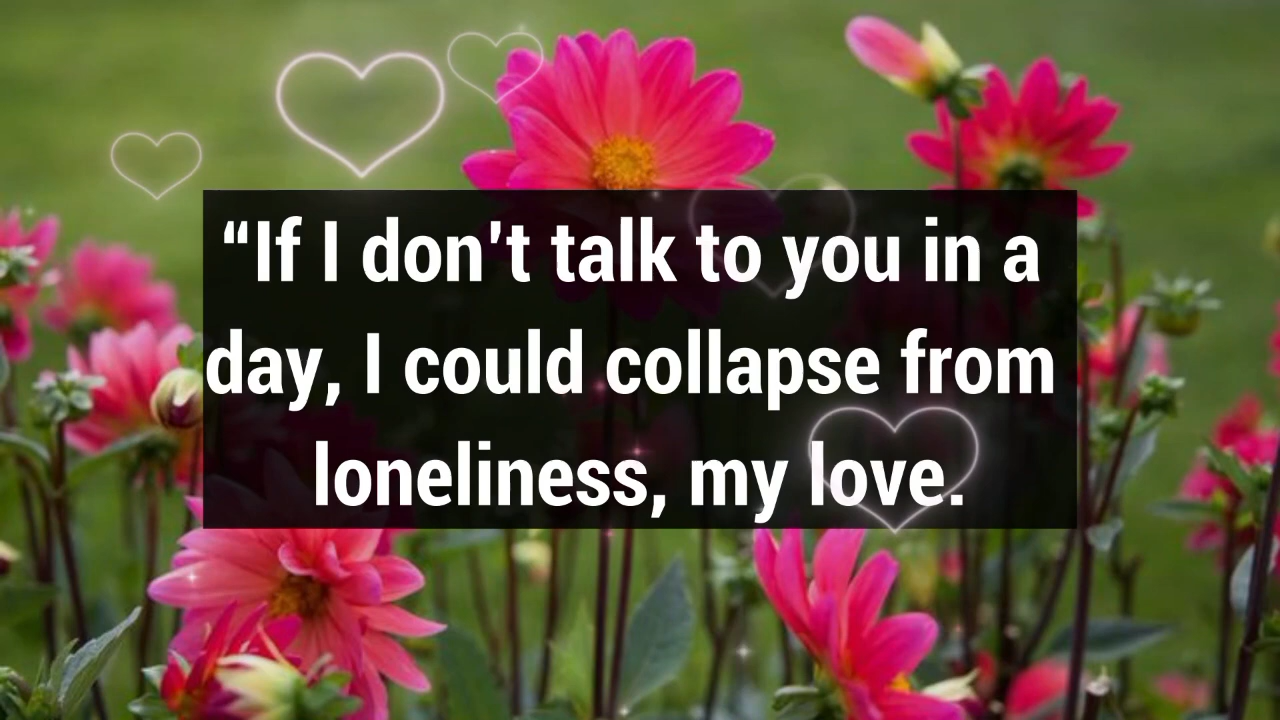 “If I don’t talk to you in a
day, I could collapse from
loneliness, my love.